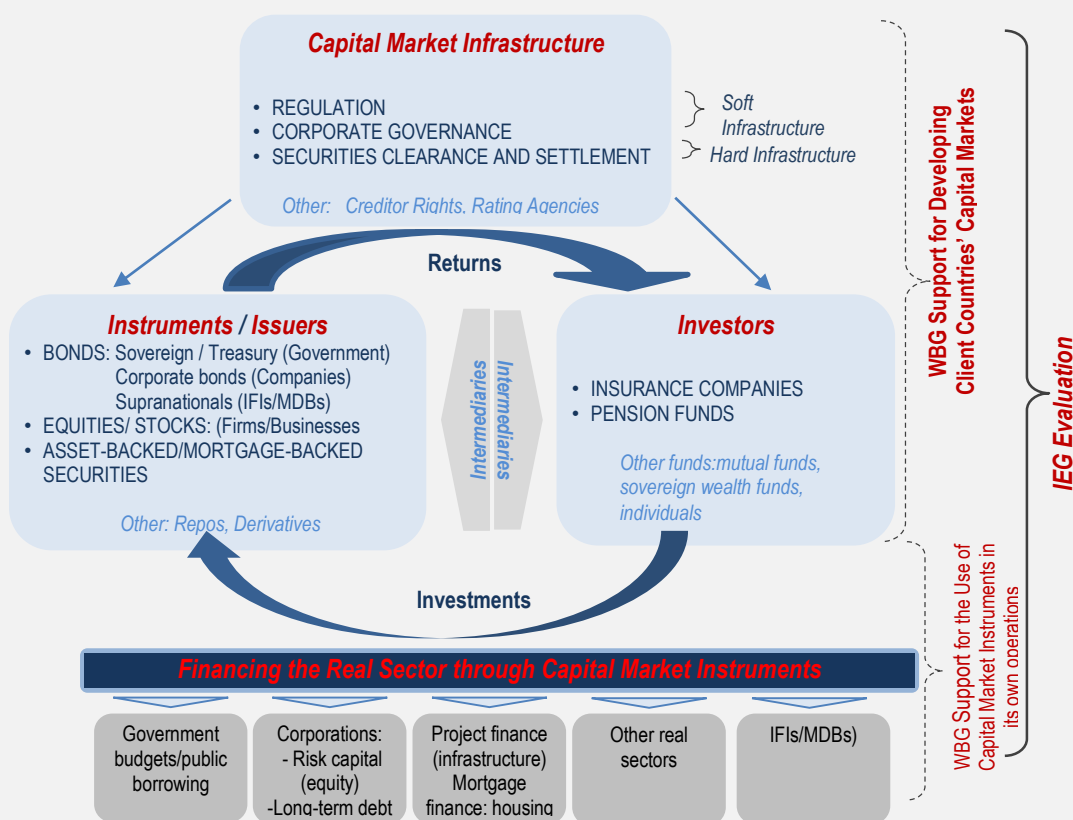 Capital Market Infrastructure
• REGULATION
• CORPORATE GOVERNANCE
• SECURITIES CLEARANCE AND SETTLEMENT
Soft
Infrastructure
Hard Infrastructure
Other: Creditor Rights, Rating Agencies
Returns
Instruments / Issuers
• BONDS: Sovereign / Treasury (Government)
Corporate bonds (Companies)
Supranationals (IFIs/MDBs)
• EQUITIES/ STOCKS: (Firms/Businesses
• ASSET-BACKED/MORTGAGE-BACKED
SECURITIES
Other: Repos, Derivatives
Intermediaries
Intermediaries
Investors
• INSURANCE COMPANIES
• PENSION FUNDS
Other funds:mutual funds,
sovereign wealth funds,
individuals
Investments
Financing the Real Sector through Capital Market Instruments
Government
budgets/public
borrowing
Corporations:
- Risk capital
(equity)
-Long-term debt
Project finance
(infrastructure)
Mortgage
finance: housing
Other real
sectors
IFIs/MDBs)
WBG Support for Developing
Client Countries' Capital Markets
WBG Support for the Use of
Capital Market Instruments in
its own operations
IEG Evaluation